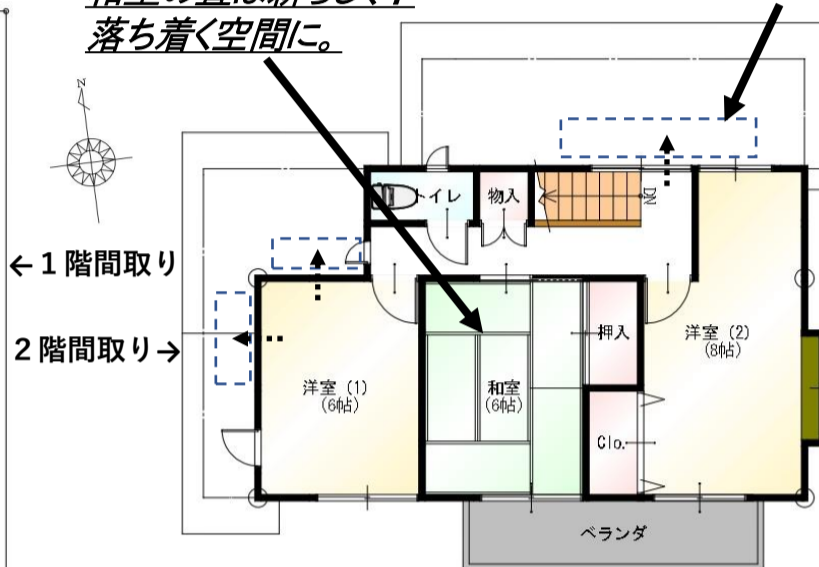 落ち着く空間に。
N
トイレ
物入
DN
←1階間取り
2階間取り→
洋室(1)
(6帖)
和室
(6帖)
押入
洋室(2)
(8帖)
Clo.
ベランダ